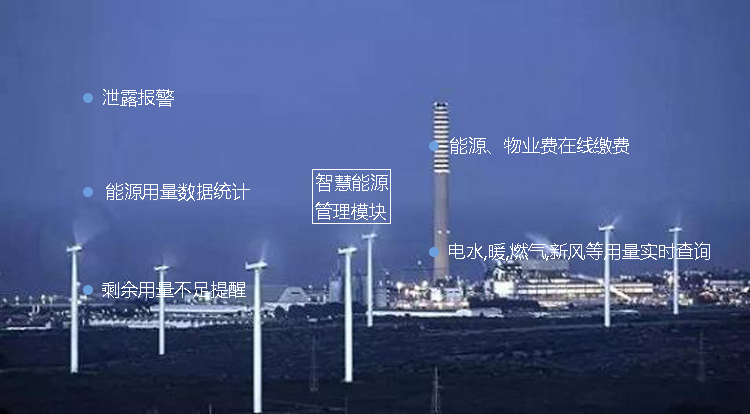 泄露报警
能源用量数据统计
剩余用量不足提醒
智慧能源
管理模块
能源、物业费在线缴费
电水,暖,燃气,新风等用量实时查询